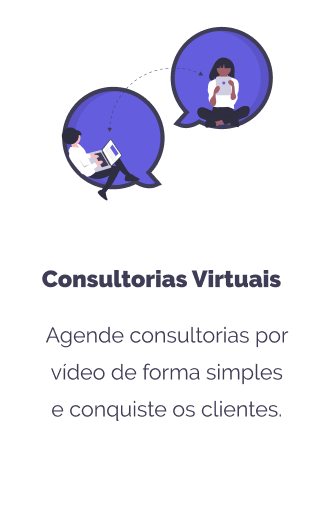 Consultorias Virtuais
Agende consultorias por
vídeo de forma simples
e conquiste os clientes.